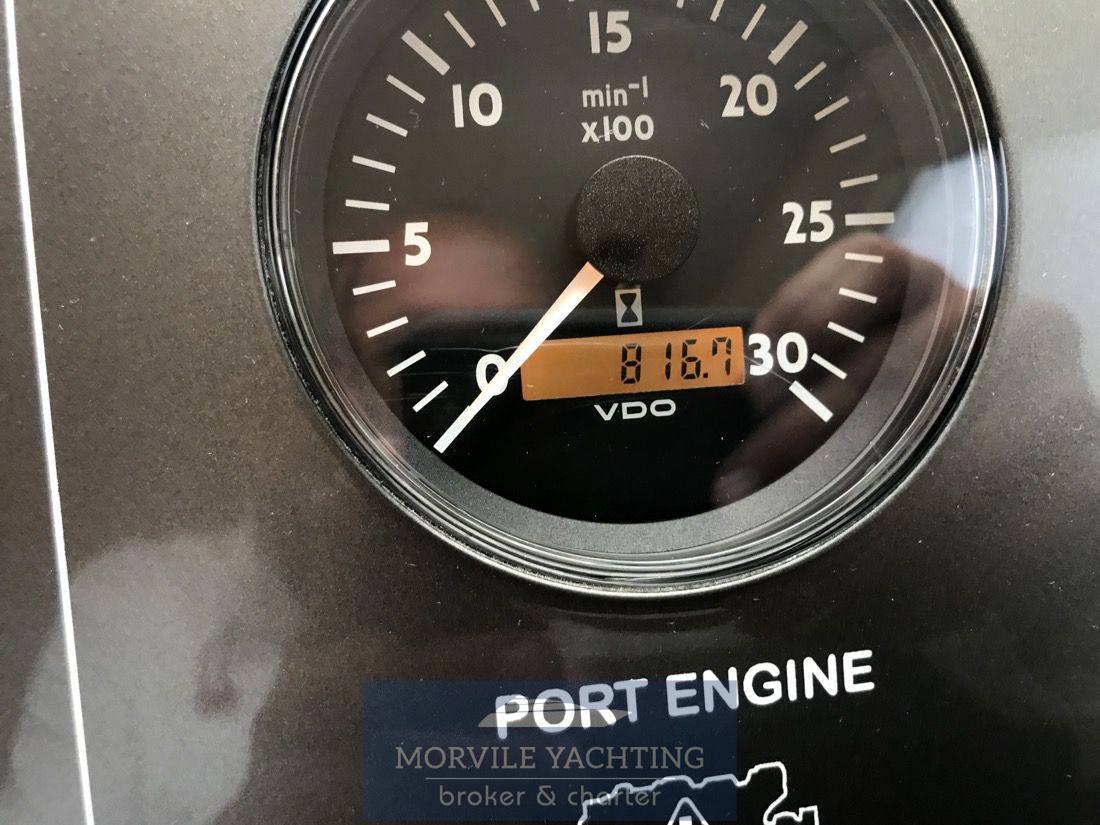 15
min-1
x100
10
20
5
25
0
816.7
30
VDO
PORT ENGINE
MORVILE YACHTING
broker & charter